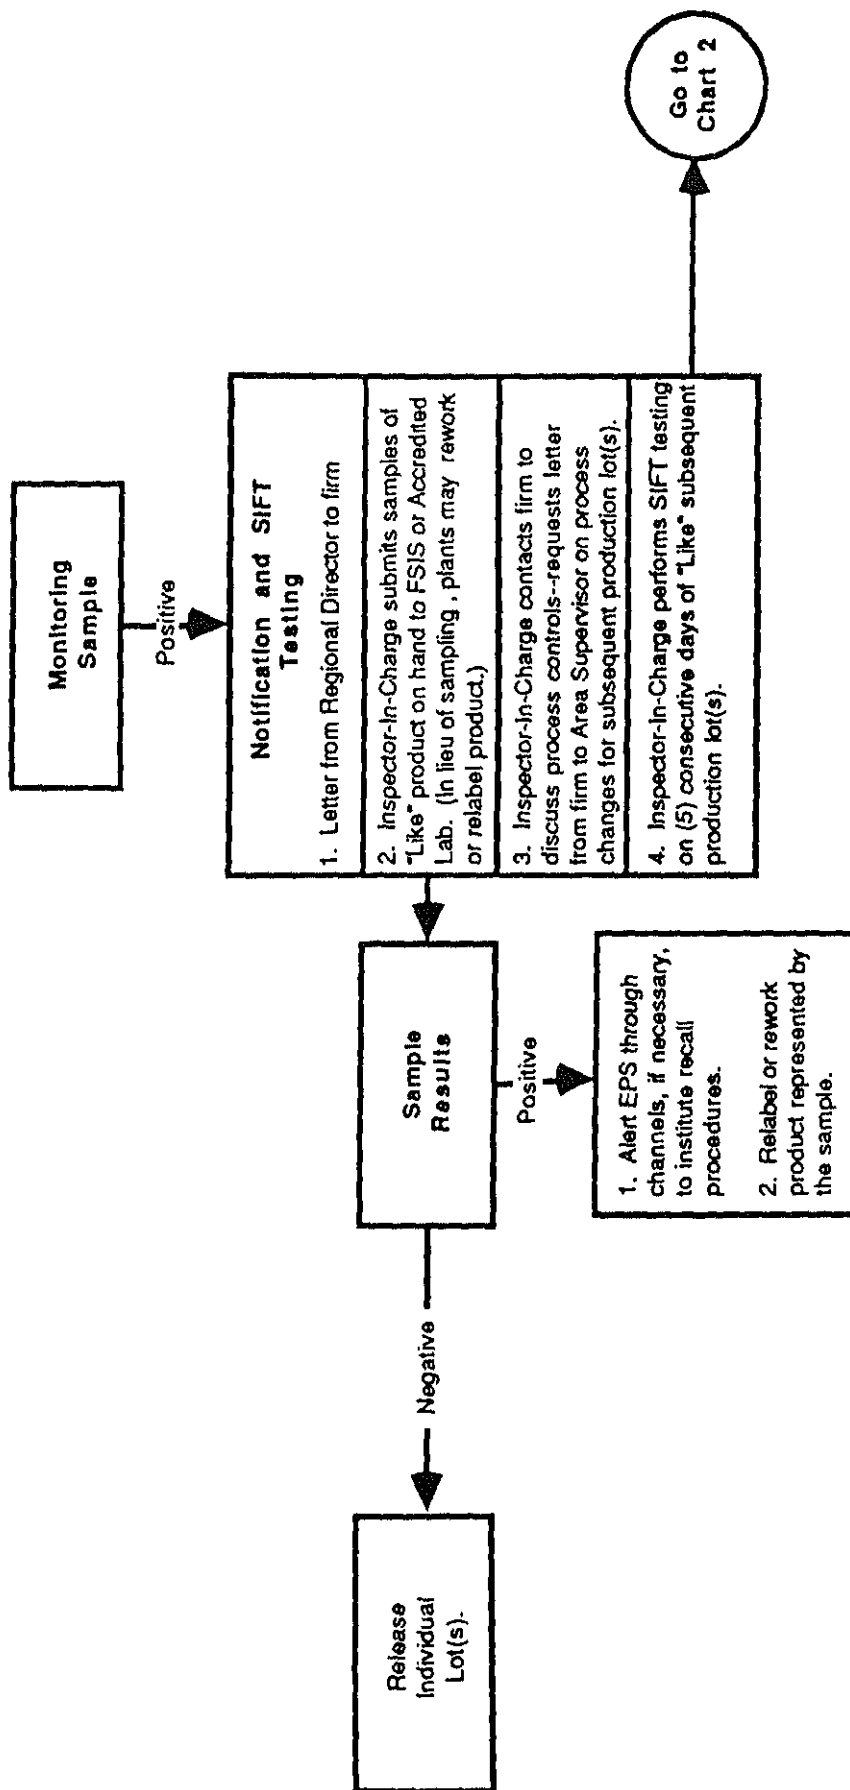 Monitoring
Sample
Positive
Notification and SIFT
Testing
1. Letter from Regional Director to firm
2. Inspector-In-Charge submits samples of
"Like" product on hand to FSIS or Accredited
Lab. (In lieu of sampling , plants may rework
or relabel product.)
3. Inspector-In-Charge contacts firm to
discuss process controls--requests letter
from firm to Area Supervisor on process
changes for subsequent production lot(s).
4. Inspector-In-Charge performs SIFT testing
on (5) consecutive days of "Like" subsequent
production lot(s).
Go to
Chart 2
Sample
Results
Positive
1. Alert EPS through
channels, if necessary,
to institute recall
procedures.
2. Relabel or rework
product represented by
the sample.
Negative
Release
Individual
Lot(s).